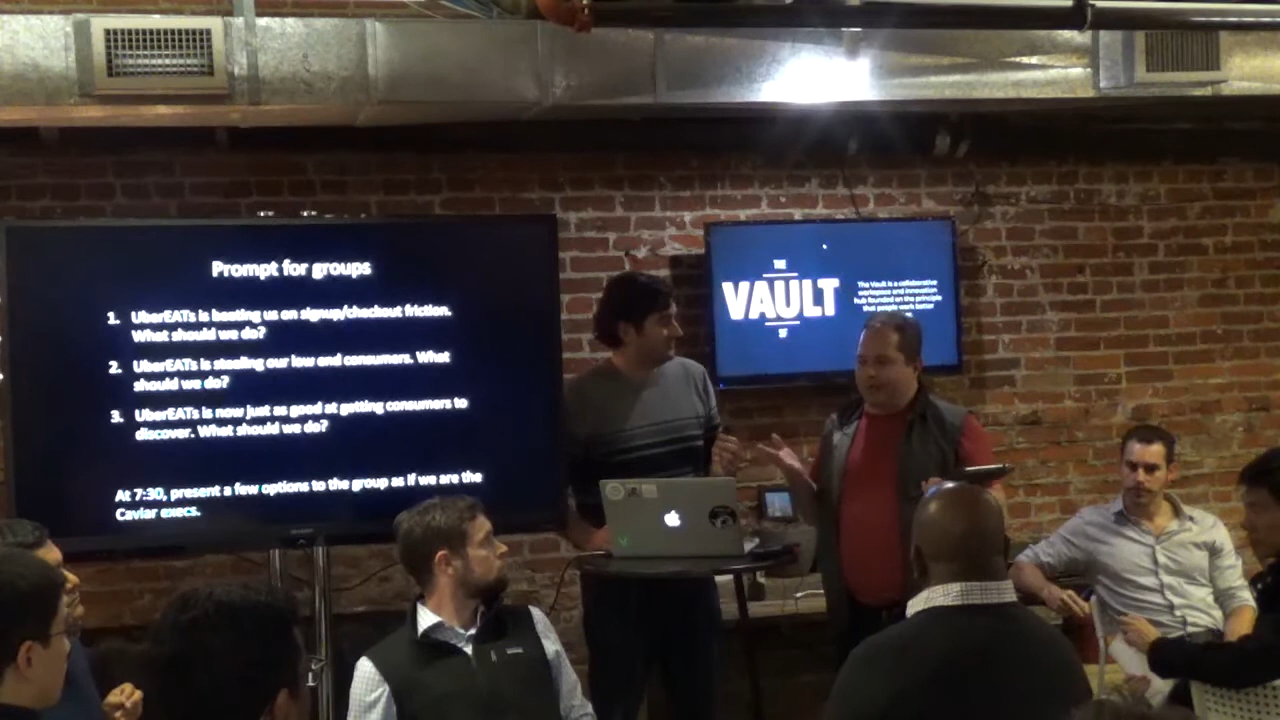 Prompt for groups
1. UberEATs is beating us on signup/checkout friction.
What should we do?
2. UberEATs is stealing our low end consumers. What
should we do?
3. UberEATs is now just as good at getting consumers to
discover. What should we do?
At 7:30, present a few options to the group as if we are the
Caviar execs.
THE
VAULT
SF
The Vault is a collaborative
workspace and innovation
hub founded on the principle
that people work better